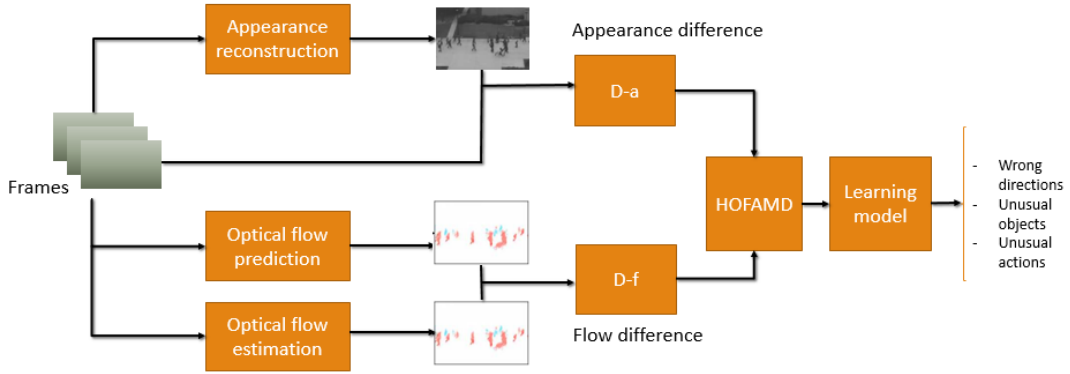 Appearance
reconstruction
Appearance difference
D-a
Frames
HOFAMD
Learning
model
- Wrong
directions
- Unusual
objects
- Unusual
actions
Optical flow
prediction
D-f
Optical flow
estimation
Flow difference